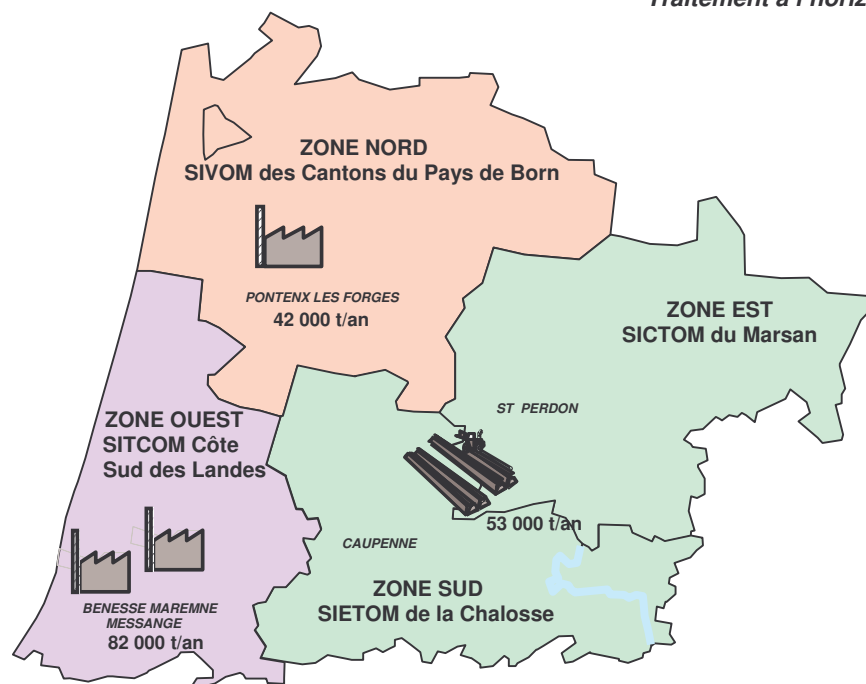 Traitement à l'horiz
ZONE NORD
SIVOM des Cantons du Pays de Born
PONTENX LES FORGES
42 000 t/an
ZONE EST
SICTOM du Marsan
ST PERDON
ZONE OUEST
SITCOM Côte
Sud des Landes
53 000 t/an
CAUPENNE
ZONE SUD
SIETOM de la Chalosse
BENESSE MAREMNE
MESSANGE
82 000 t/an